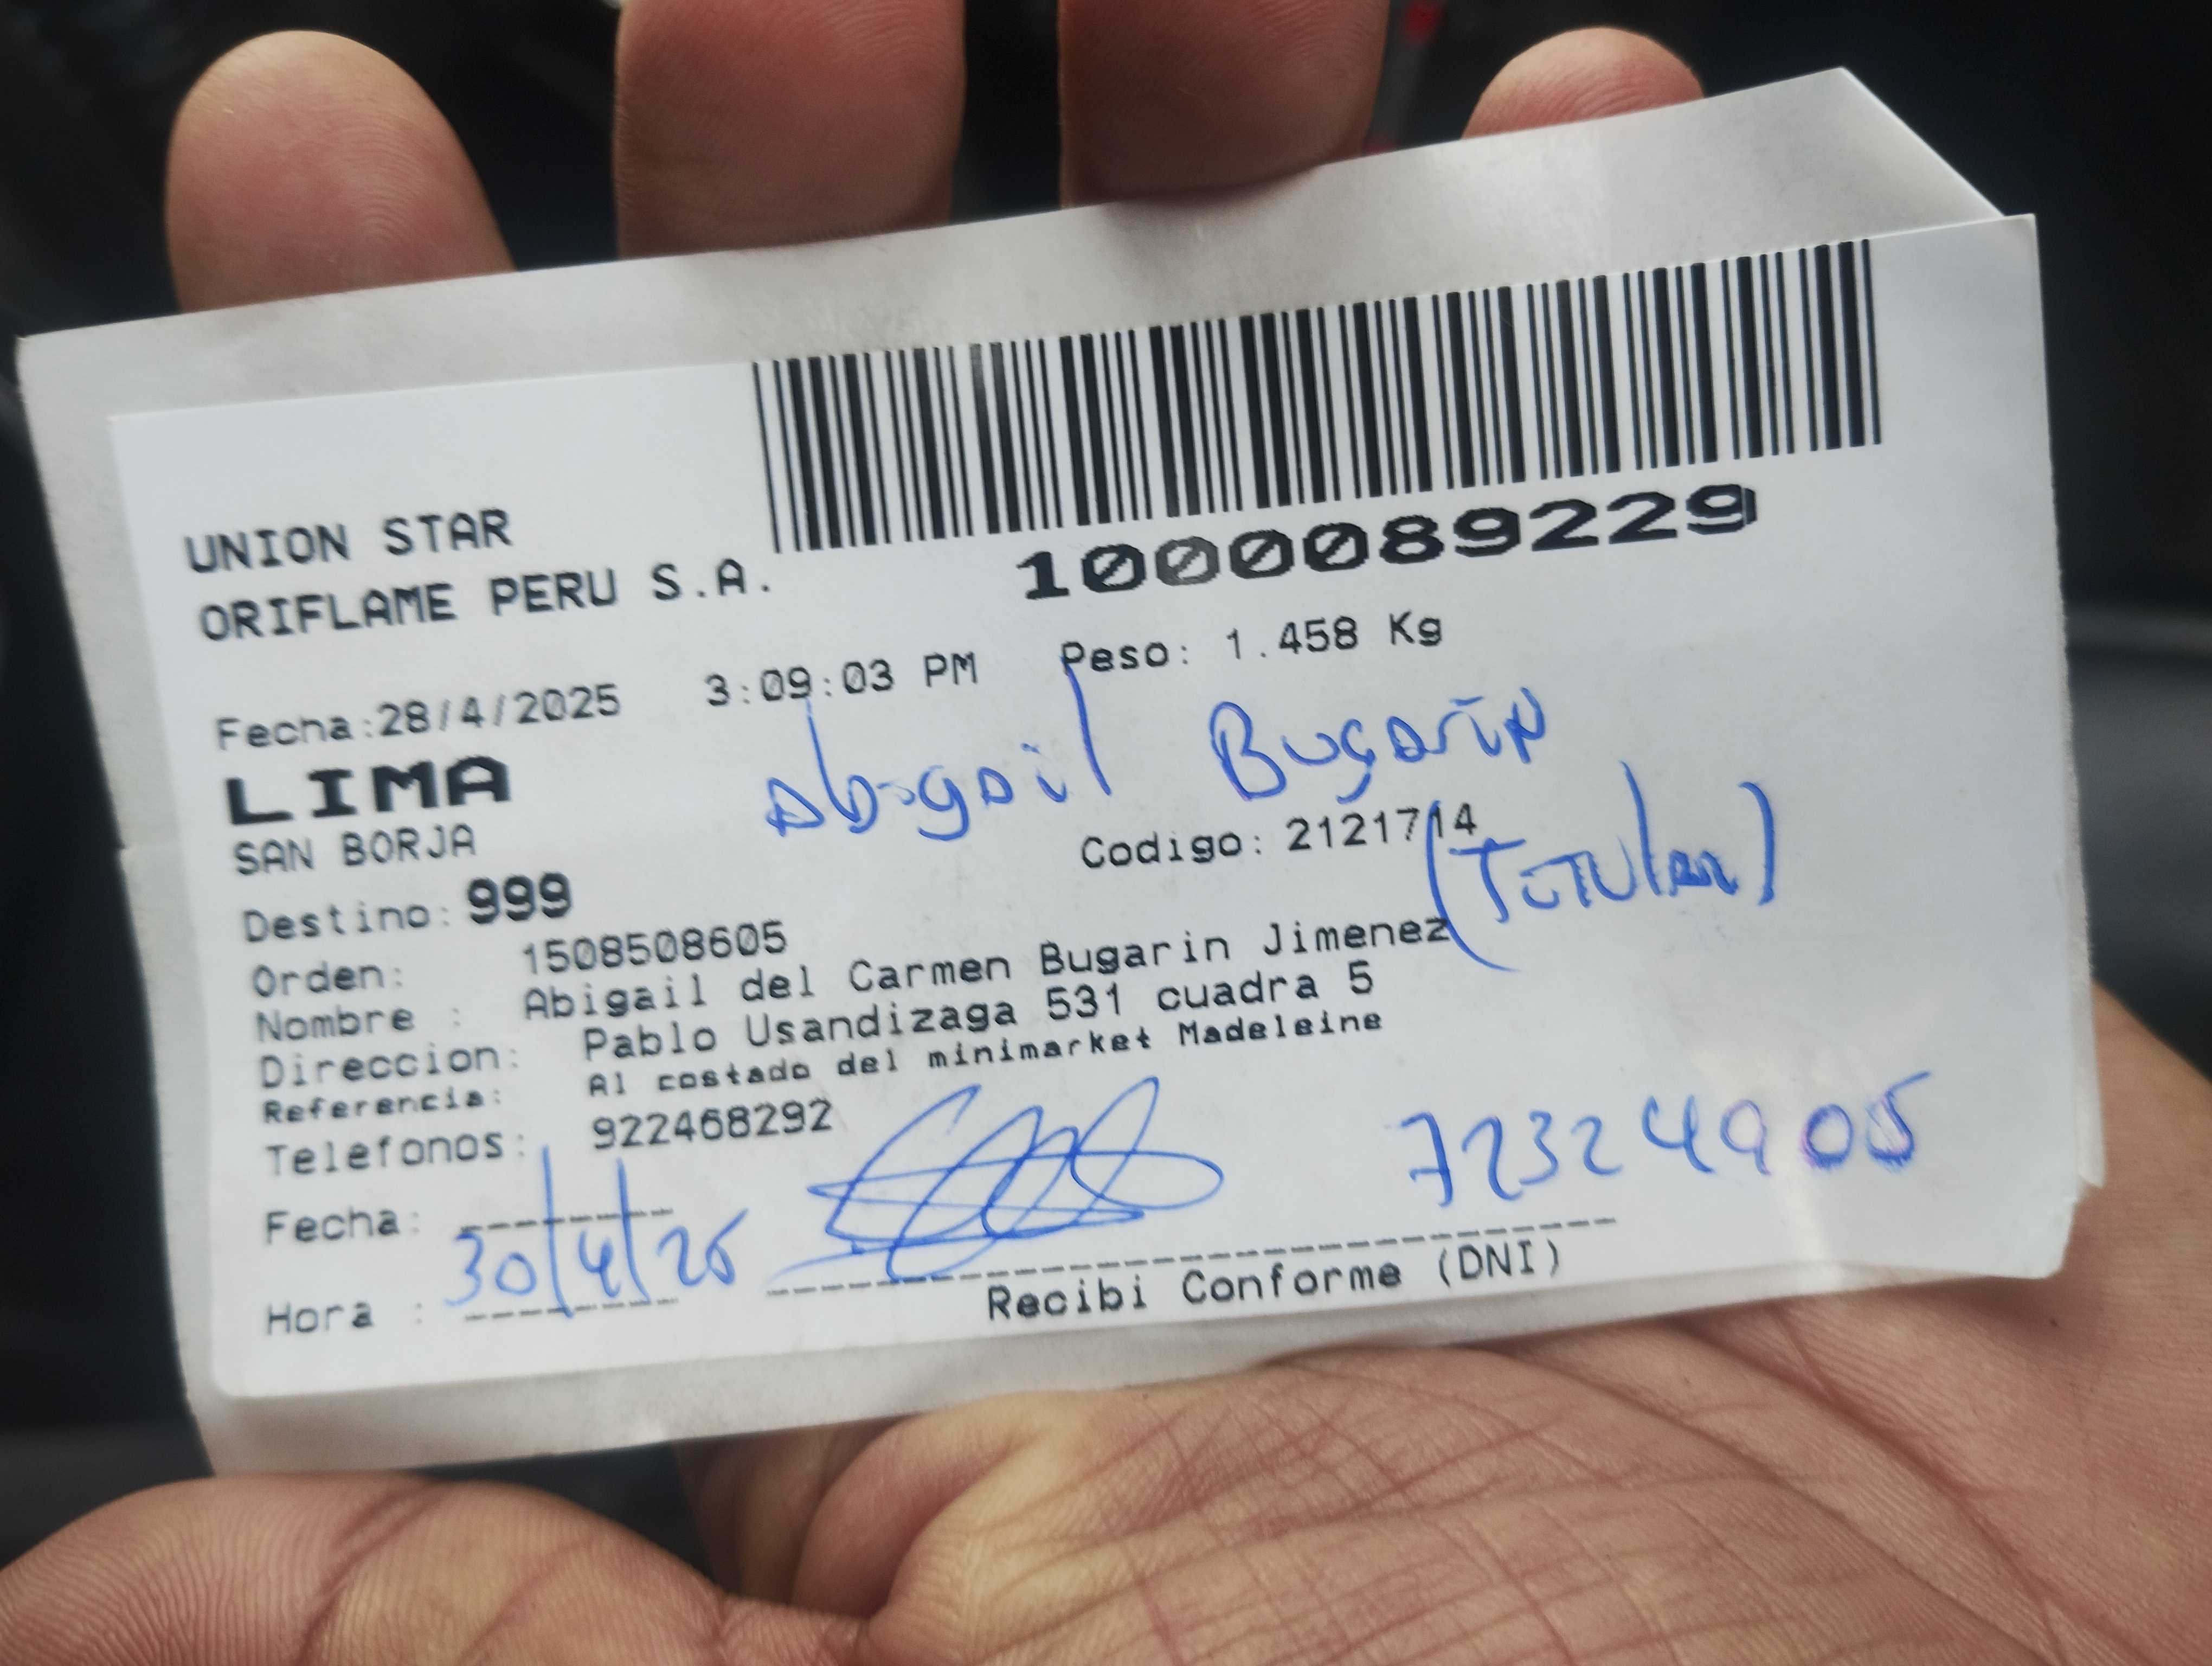 UNION STAR
ORIFLAME PERU S.A.
1000089229
Fecha:28/4/2025 3:09:03 PM Peso: 1.458 Kg
LIMA
Abigail Bugarin
SAN BORJA
Codigo: 2121714
(Titular)
Destino: 999
Orden: 1508508605
Nombre : Abigail del Carmen Bugarin Jimenez
Direccion: Pablo Usandizaga 531 cuadra 5
Referencia: Al costado del minimarket Madeleine
Telefonos: 922468292
72324905
Fecha:
30/4/25
Hora :
Recibi Conforme (DNI)